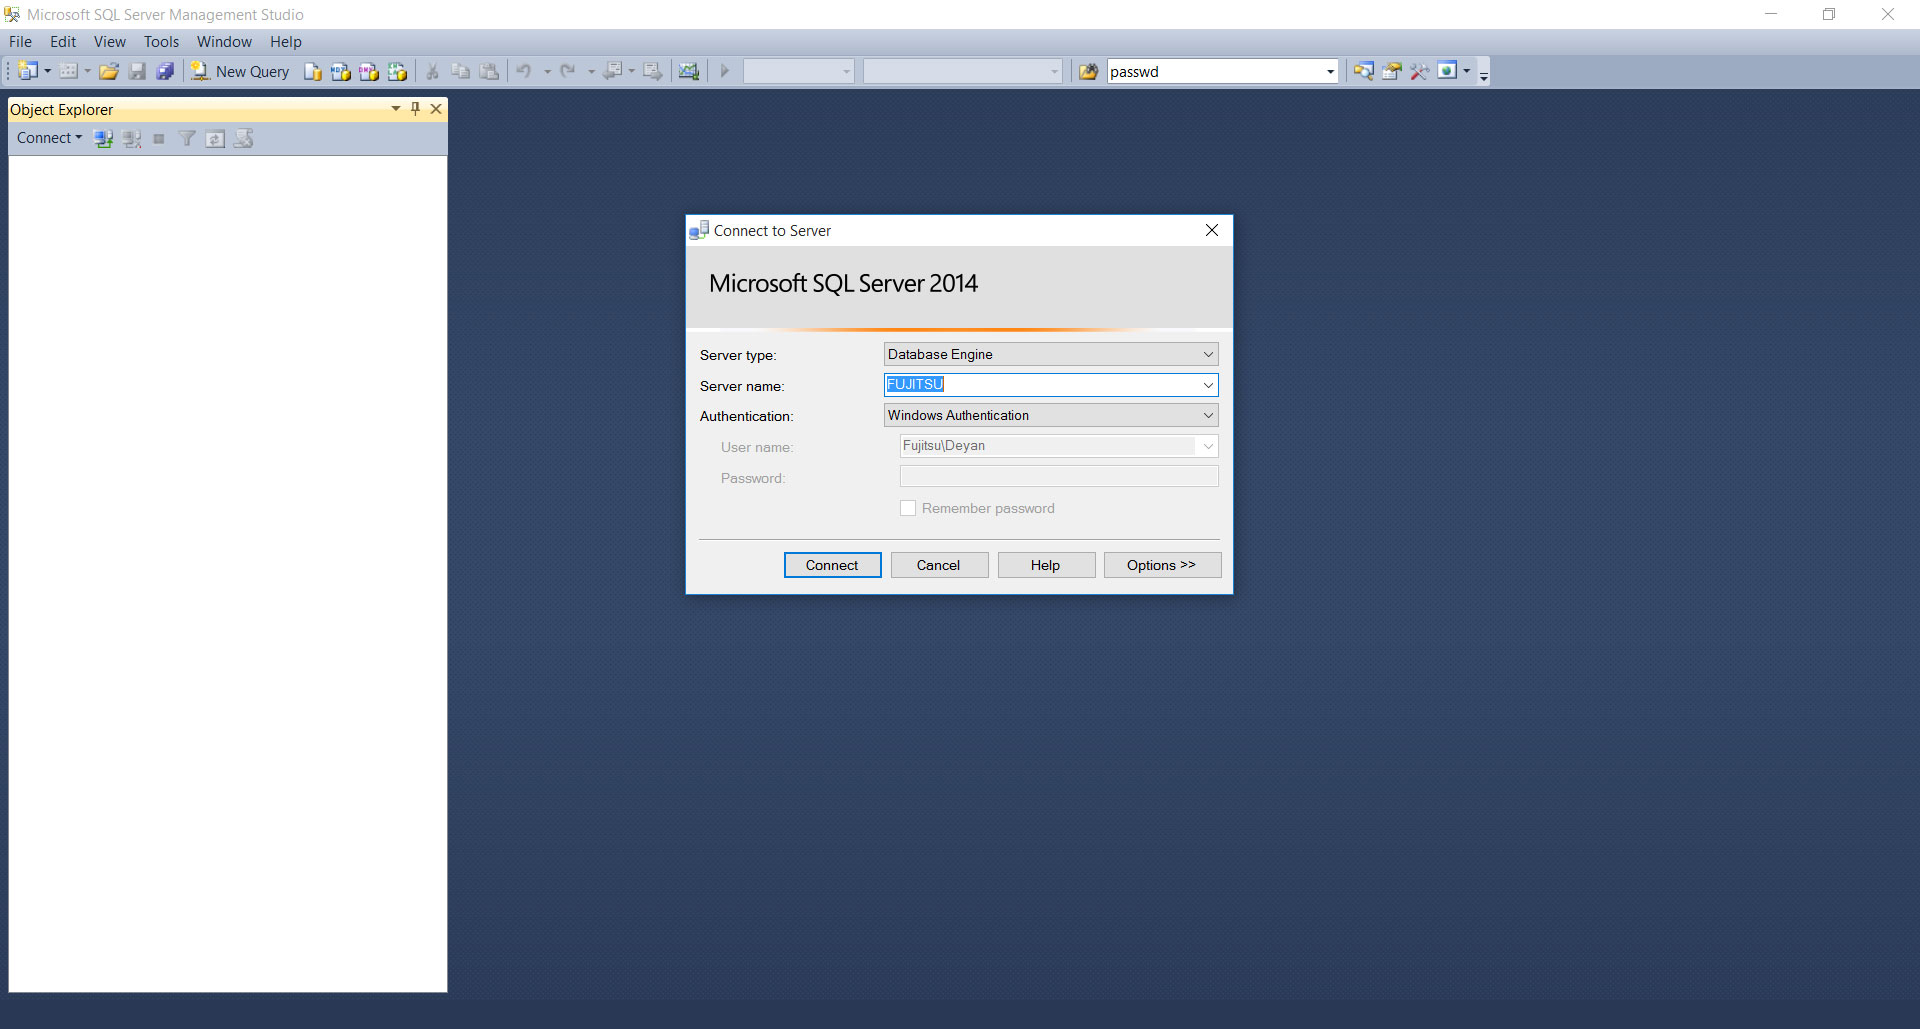 Microsoft SQL Server Management Studio
File Edit View Tools Window Help
New Query passwd
Object Explorer
Connect
Connect to Server
Microsoft SQL Server 2014
Server type: Database Engine
Server name: FUJITSU
Authentication: Windows Authentication
User name: Fujitsu\Deyan
Password:
Remember password
Connect Cancel Help Options >>